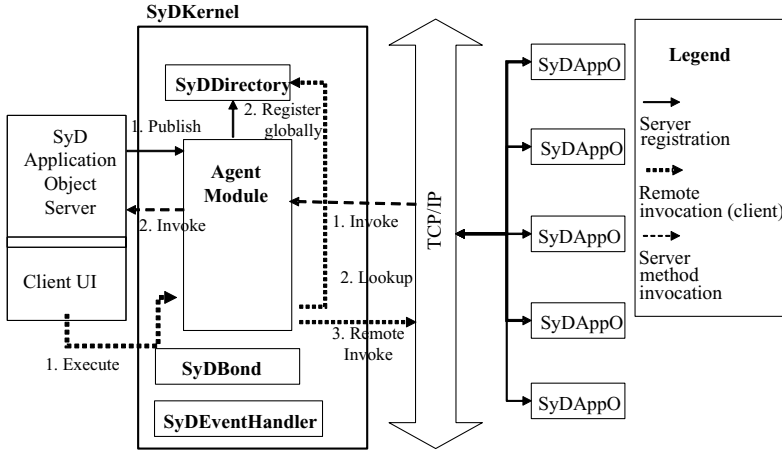 SyDKernel
SyDDirectory
1. Publish
2. Register
globally
SyD
Application
Object
Server
Agent
Module
2. Invoke
1. Invoke
Client UI
2. Lookup
3. Remote
Invoke
1. Execute
SyDBond
SyDEventHandler
TCP/IP
SyDAppO
SyDAppO
SyDAppO
SyDAppO
SyDAppO
Legend
Server
registration
Remote
invocation (client)
Server
method
invocation